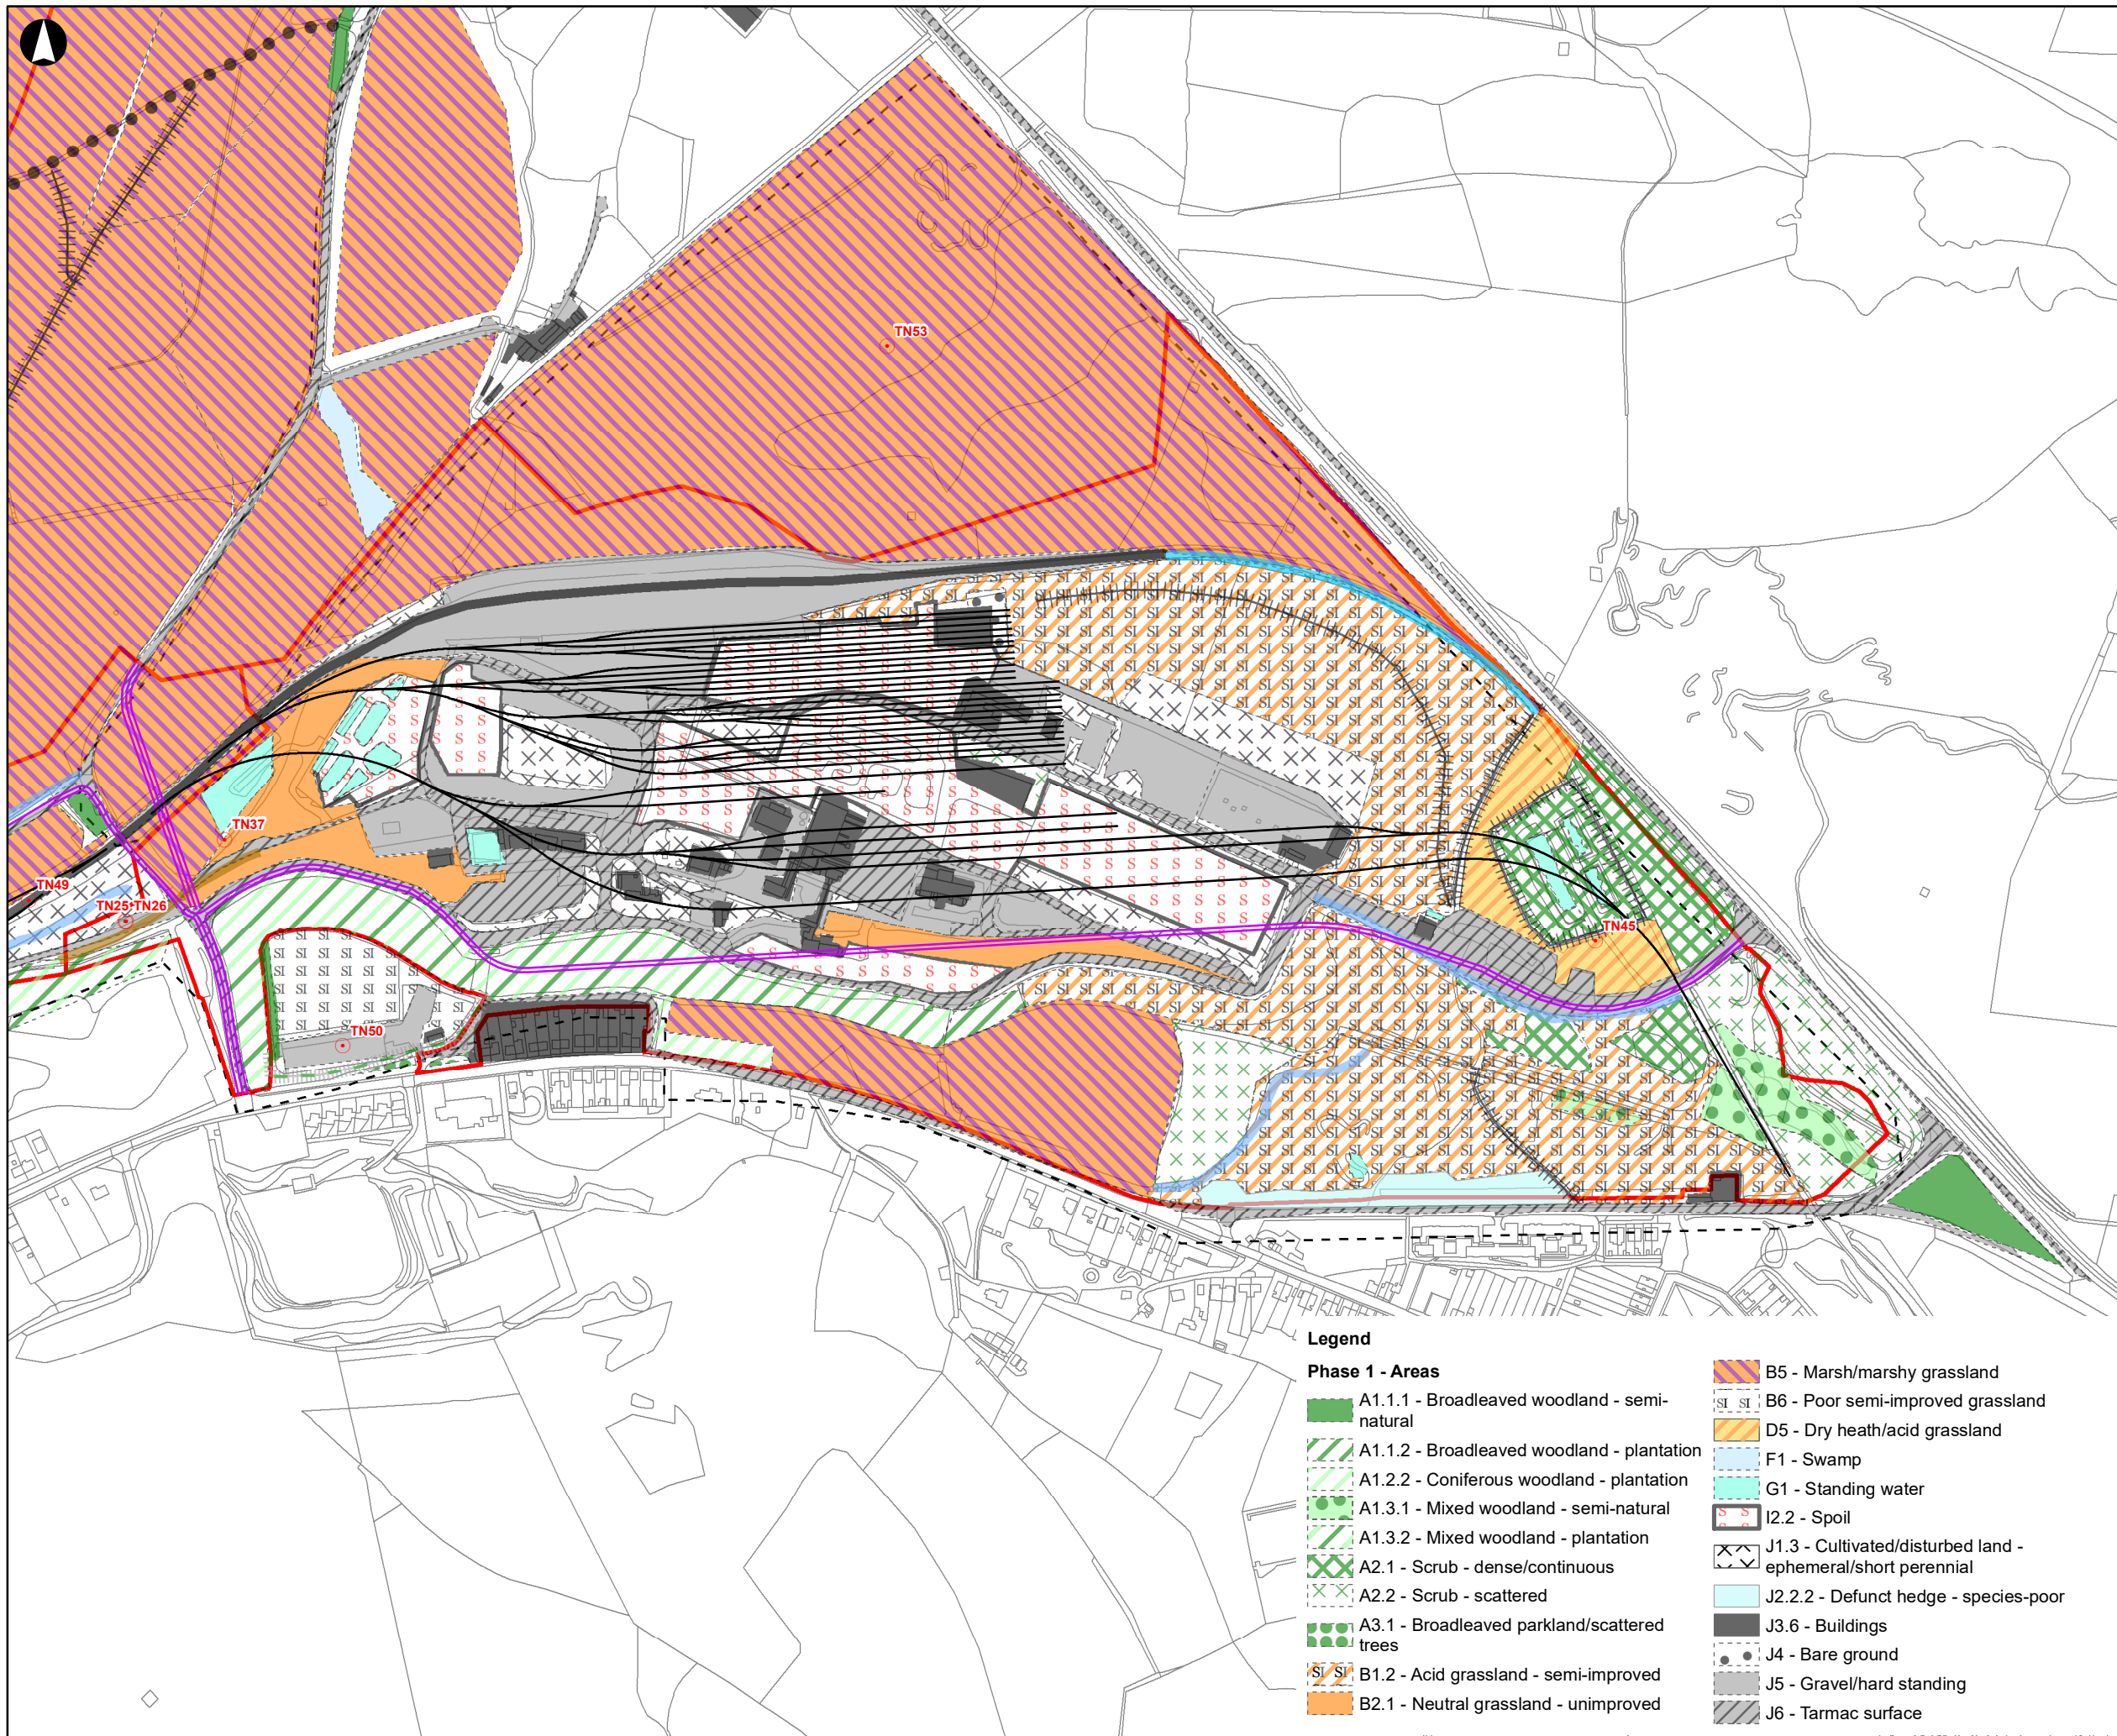 TN53
TN37
TN49
TN25
TN26
TN45
TN50
Legend
Phase 1 - Areas
A1.1.1 - Broadleaved woodland - semi-
natural
A1.1.2 - Broadleaved woodland - plantation
A1.2.2 - Coniferous woodland - plantation
A1.3.1 - Mixed woodland - semi-natural
A1.3.2 - Mixed woodland - plantation
A2.1 - Scrub - dense/continuous
A2.2 - Scrub - scattered
A3.1 - Broadleaved parkland/scattered
trees
SI SI B1.2 - Acid grassland - semi-improved
B2.1 - Neutral grassland - unimproved
B5 - Marsh/marshy grassland
SI SI B6 - Poor semi-improved grassland
D5 - Dry heath/acid grassland
F1 - Swamp
G1 - Standing water
S S I2.2 - Spoil
J1.3 - Cultivated/disturbed land -
ephemeral/short perennial
J2.2.2 - Defunct hedge - species-poor
J3.6 - Buildings
J4 - Bare ground
J5 - Gravel/hard standing
J6 - Tarmac surface